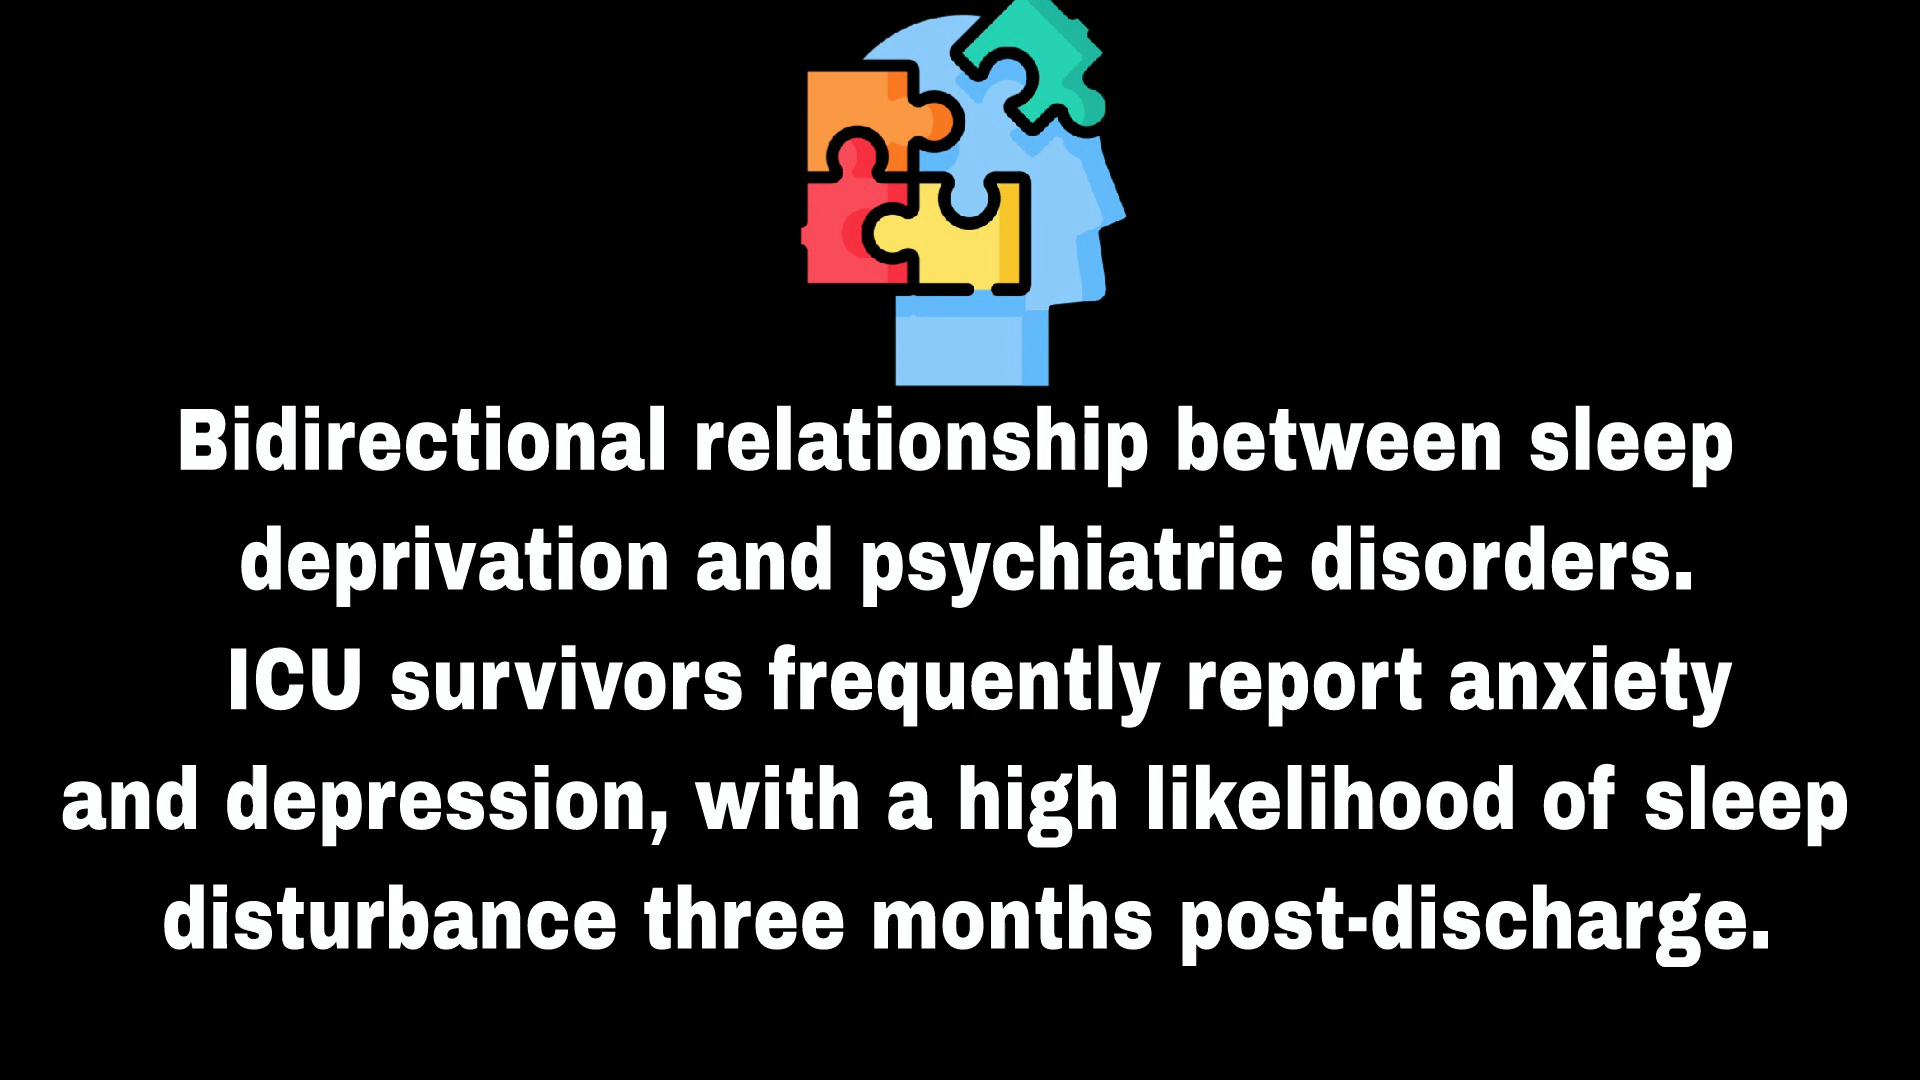 Bidirectional relationship between sleep
deprivation and psychiatric disorders.
ICU survivors frequently report anxiety
and depression, with a high likelihood of sleep
disturbance three months post-discharge.